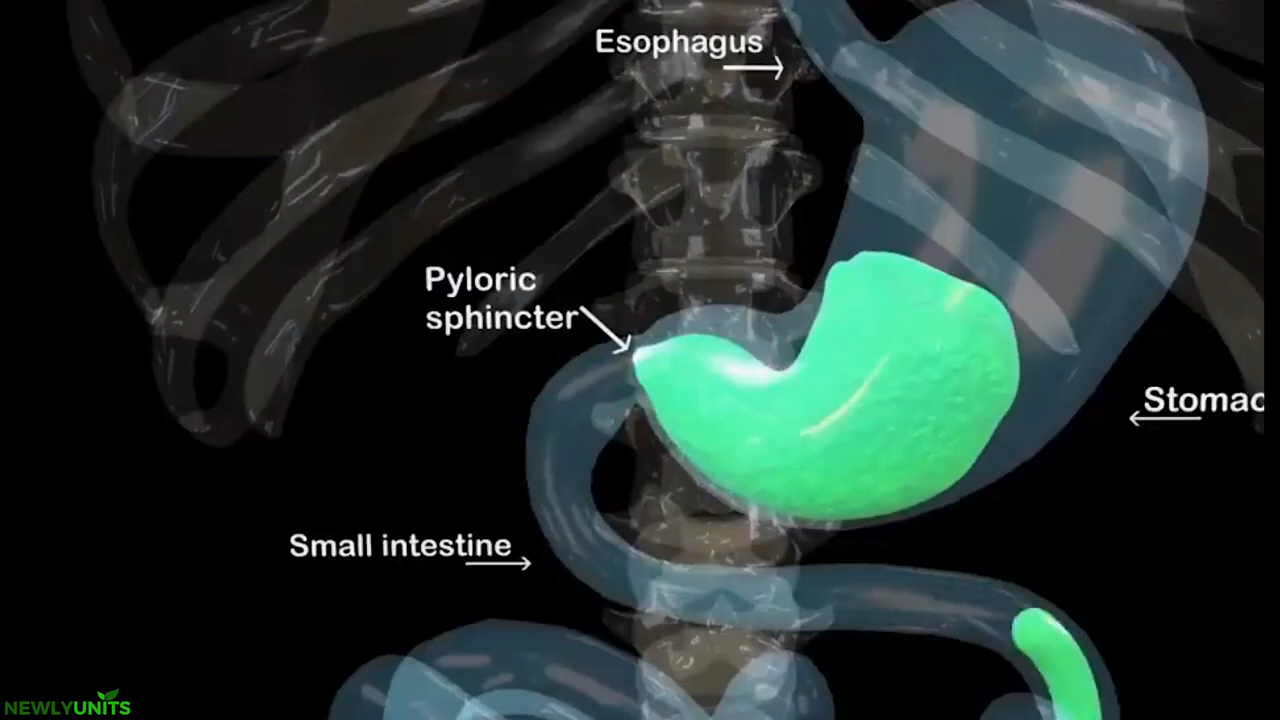 Esophagus
Pyloric
sphincter
Stomac
Small intestine
NEWLYUNITS